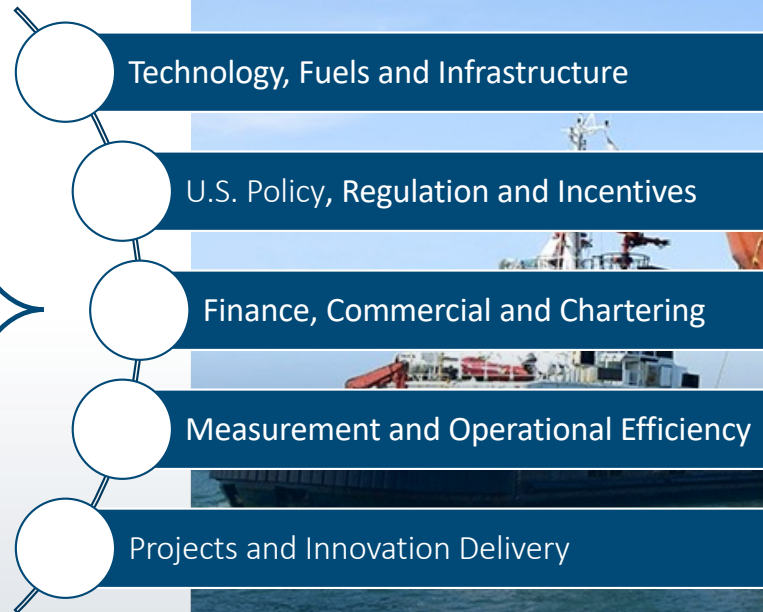 Technology, Fuels and Infrastructure
U.S. Policy, Regulation and Incentives
Finance, Commercial and Chartering
Measurement and Operational Efficiency
Projects and Innovation Delivery